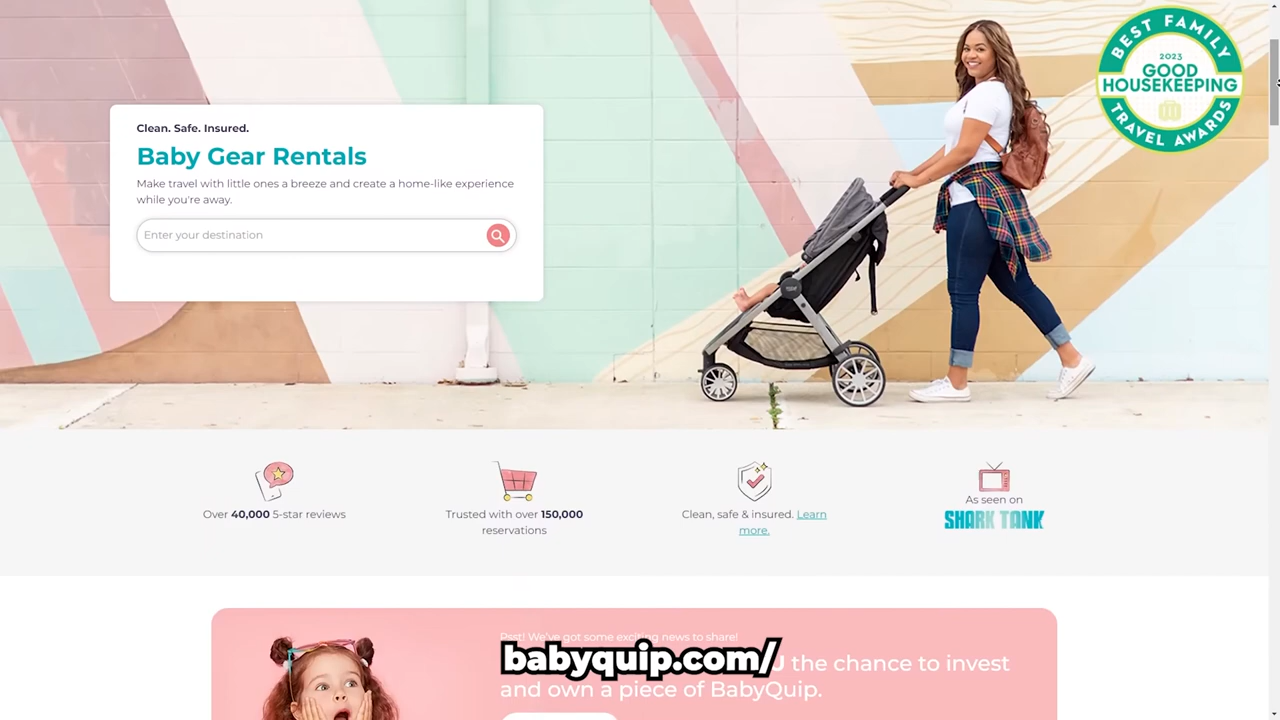 BEST FAMILY
2023
GOOD
HOUSEKEEPING
TRAVEL AWARDS
Clean. Safe. Insured.
Baby Gear Rentals
Make travel with little ones a breeze and create a home-like experience
while you're away.
Enter your destination
Over 40,000 5-star reviews
Trusted with over 150,000
reservations
Clean, safe & insured. Learn
more.
As seen on
SHARK TANK
Psst! We've got some exciting news to share!
babyquip.com/
the chance to invest
and own a piece of BabyQuip.